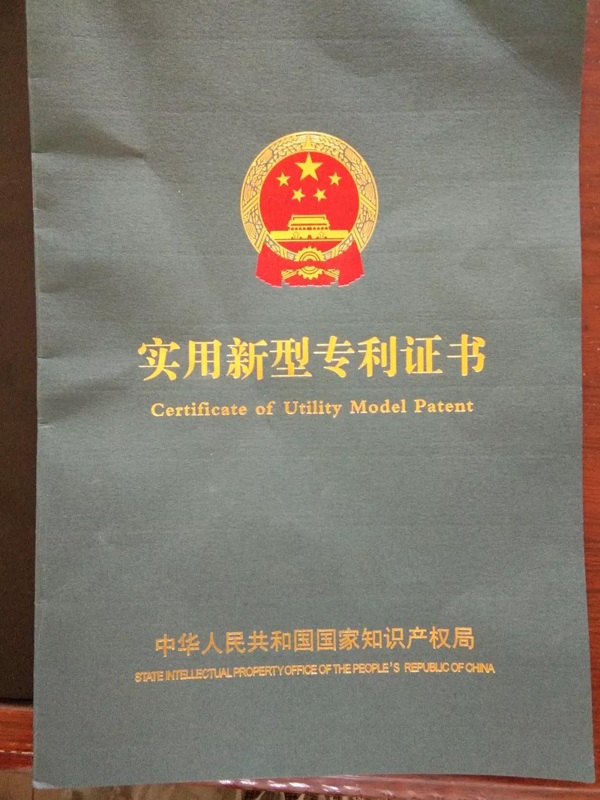 实用新型专利证书
Certificate of Utility Model Patent
中华人民共和国国家知识产权局
STATE INTELLECTUAL PROPERTY OFFICE OF THE PEOPLE'S REPUBLIC OF CHINA